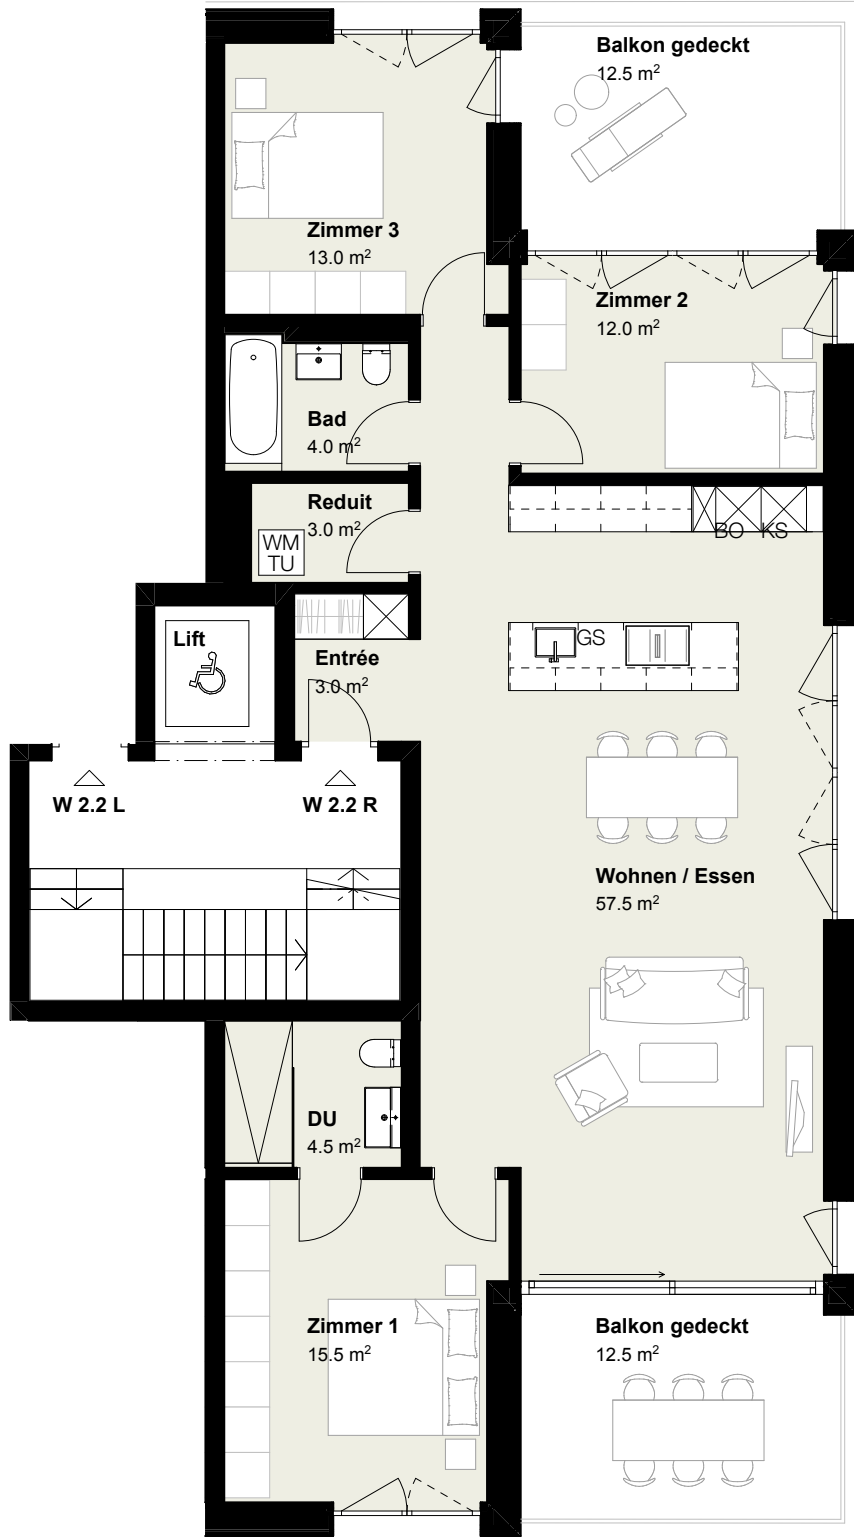 Balkon gedeckt
12.5 m²
Zimmer 3
13.0 m²
Zimmer 2
12.0 m²
Bad
4.0 m²
Reduit
3.0 m²
WM
TU
BO KS
Lift
Entrée
3.0 m²
GS
W 2.2 L
W 2.2 R
Wohnen / Essen
57.5 m²
DU
4.5 m²
Zimmer 1
15.5 m²
Balkon gedeckt
12.5 m²